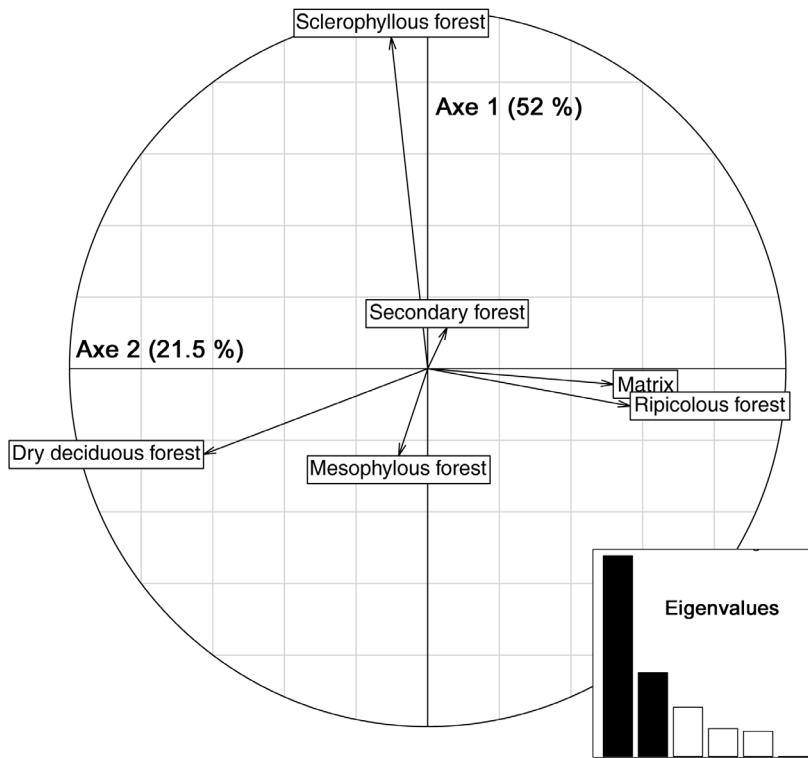 Sclerophyllous forest
Axe 1 (52 %)
Secondary forest
Axe 2 (21.5 %)
Matrix
Ripicolous forest
Dry deciduous forest
Mesophylous forest
Eigenvalues